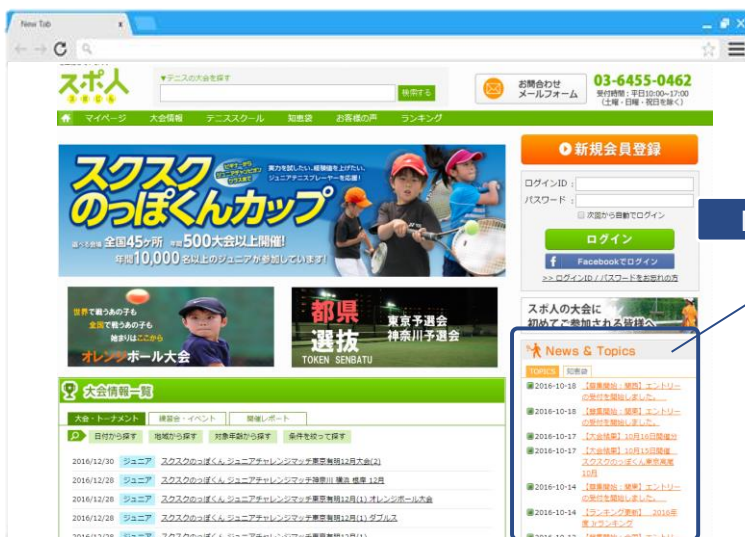 New Tab
x
スポ人
▼テニスの大会を探す
検索する
お問合わせ
メールフォーム
03-6455-0462
受付時間:平日10:00~17:00
(土曜・日曜・祝日を除く)
マイページ
大会情報
テニススクール
知恵袋
お客様の声
ランキング
スクスク
のっぽくんカップ
ビギナーから
実力を試したい、経験値を上げたい、
ジュニアテニスプレーヤーを応援!
全国45ヶ所 年間500大会以上開催!
年間10,000名以上のジュニアが参加しています!
新規会員登録
ログインID:
パスワード:
次回から自動でログイン
ログイン
Facebookでログイン
>> ログインID / パスワードをお忘れの方
世界で戦うあの子も
全国で戦うあの子も
始まりはここから
オレンジボール大会
都県
選抜
TOKEN SENBATU
東京予選会
神奈川予選会
スポ人の大会に
初めてご参加される皆様へ
News & Topics
TOPICS
知恵袋
2016-10-18 【募集開始:関西】エントリー
の受付を開始しました。
2016-10-18 【募集開始:関東】エントリー
の受付を開始しました。
2016-10-17 【大会結果】10月16日開催分
2016-10-17 【大会結果】10月15日開催
スクスクのっぽくん東京高尾
10月
2016-10-14 【募集開始:関東】エントリー
の受付を開始しました。
2016-10-14 【ランキング更新】 2016年
度 Jrランキング
大会情報一覧
大会・トーナメント
練習会・イベント
開催レポート
日付から探す
地域から探す
対象年齢から探す
条件を絞って探す
2016/12/30 ジュニア スクスクのっぽくん ジュニアチャレンジマッチ東京有明12月大会(2)
2016/12/28 ジュニア スクスクのっぽくん ジュニアチャレンジマッチ神奈川 横浜 根岸 12月
2016/12/28 ジュニア スクスクのっぽくん ジュニアチャレンジマッチ東京有明12月(1) オレンジボール大会
2016/12/28 ジュニア スクスクのっぽくん ジュニアチャレンジマッチ東京有明12月(1) ダブルス